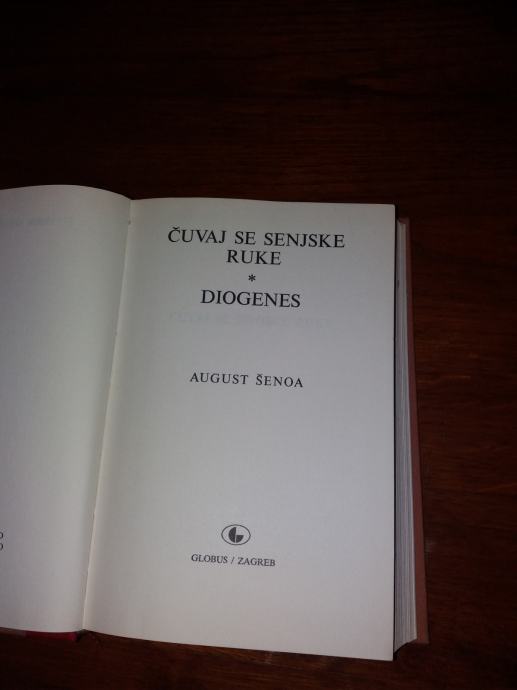 ČUVAJ SE SENJSKE
RUKE
*
DIOGENES
AUGUST ŠENOA
GLOBUS / ZAGREB